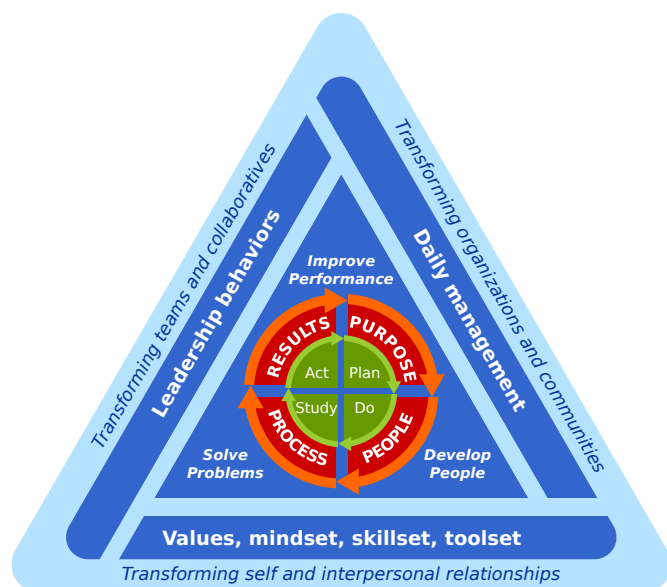 Transforming teams and collaboratives
Leadership behaviors
Transforming organizations and communities
Daily management
Improve
Performance
RESULTS
PURPOSE
Act
Plan
Study
Do
PROCESS
PEOPLE
Solve
Problems
Develop
People
Values, mindset, skillset, toolset
Transforming self and interpersonal relationships